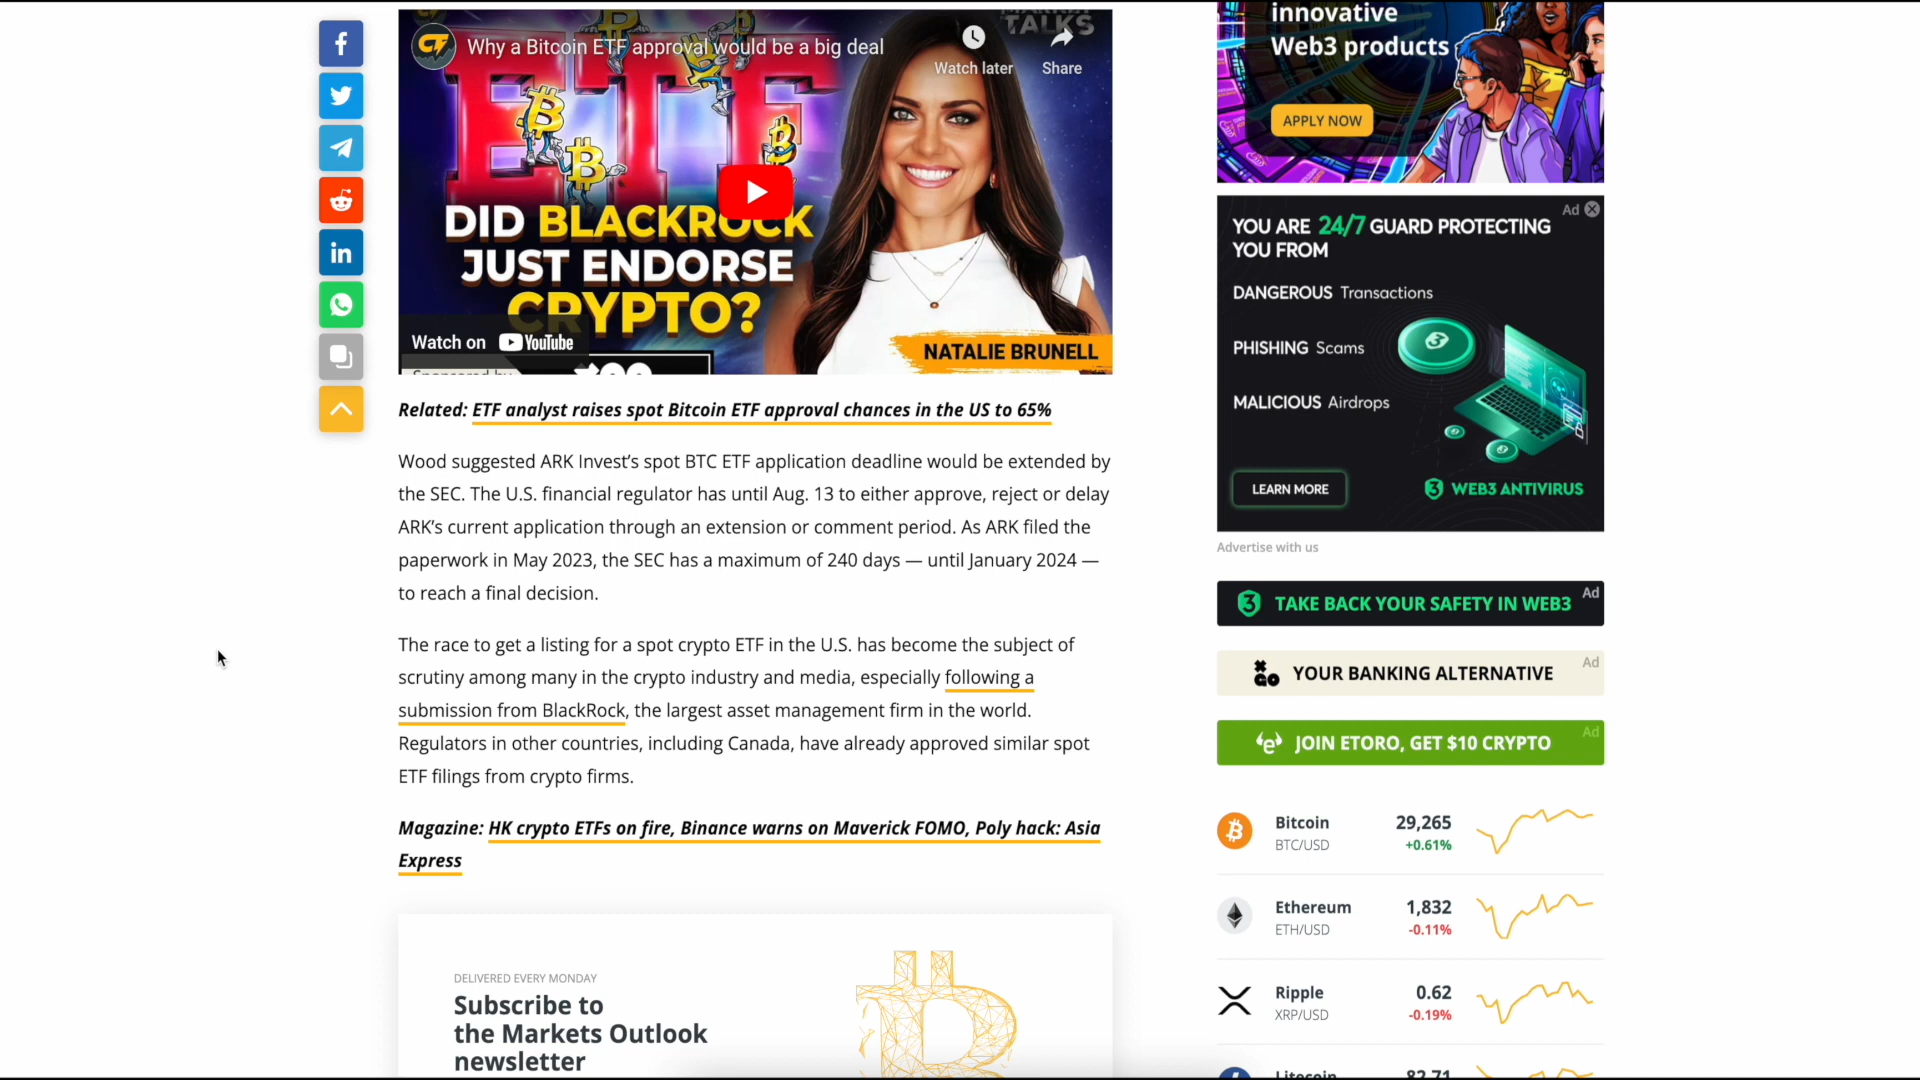 Why a Bitcoin ETF approval would be a big deal
Watch later
Share
TALKS
ETF
DID BLACKROCK
JUST ENDORSE
CRYPTO?
NATALIE BRUNELL
Watch on YouTube
Sponsored by
Related: ETF analyst raises spot Bitcoin ETF approval chances in the US to 65%
Wood suggested ARK Invest’s spot BTC ETF application deadline would be extended by
the SEC. The U.S. financial regulator has until Aug. 13 to either approve, reject or delay
ARK’s current application through an extension or comment period. As ARK filed the
paperwork in May 2023, the SEC has a maximum of 240 days — until January 2024 —
to reach a final decision.
The race to get a listing for a spot crypto ETF in the U.S. has become the subject of
scrutiny among many in the crypto industry and media, especially following a
submission from BlackRock, the largest asset management firm in the world.
Regulators in other countries, including Canada, have already approved similar spot
ETF filings from crypto firms.
Magazine: HK crypto ETFs on fire, Binance warns on Maverick FOMO, Poly hack: Asia
Express
DELIVERED EVERY MONDAY
Subscribe to
the Markets Outlook
newsletter
innovative
Web3 products
APPLY NOW
Ad
YOU ARE 24/7 GUARD PROTECTING
YOU FROM
DANGEROUS Transactions
PHISHING Scams
MALICIOUS Airdrops
LEARN MORE
WEB3 ANTIVIRUS
Advertise with us
TAKE BACK YOUR SAFETY IN WEB3
Ad
YOUR BANKING ALTERNATIVE
Ad
JOIN ETORO, GET $10 CRYPTO
Ad
Bitcoin 29,265
BTC/USD +0.61%
Ethereum 1,832
ETH/USD -0.11%
Ripple 0.62
XRP/USD -0.19%
Litecoin 82.71